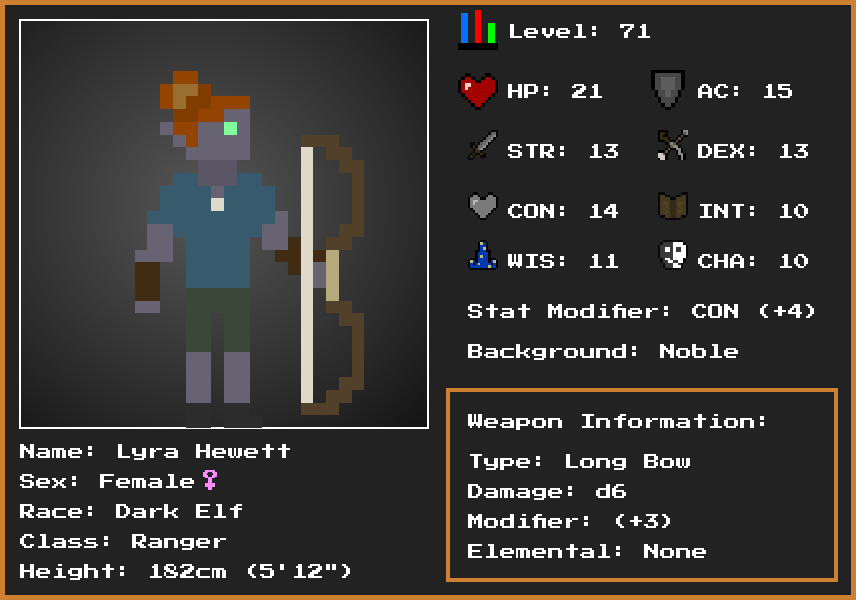 Level: 71
HP: 21 AC: 15
STR: 13 DEX: 13
CON: 14 INT: 10
WIS: 11 CHA: 10
Stat Modifier: CON (+4)
Background: Noble
Weapon Information:
Type: Long Bow
Damage: d6
Modifier: (+3)
Elemental: None
Name: Lyra Hewett
Sex: Female♀
Race: Dark Elf
Class: Ranger
Height: 182cm (5'12")